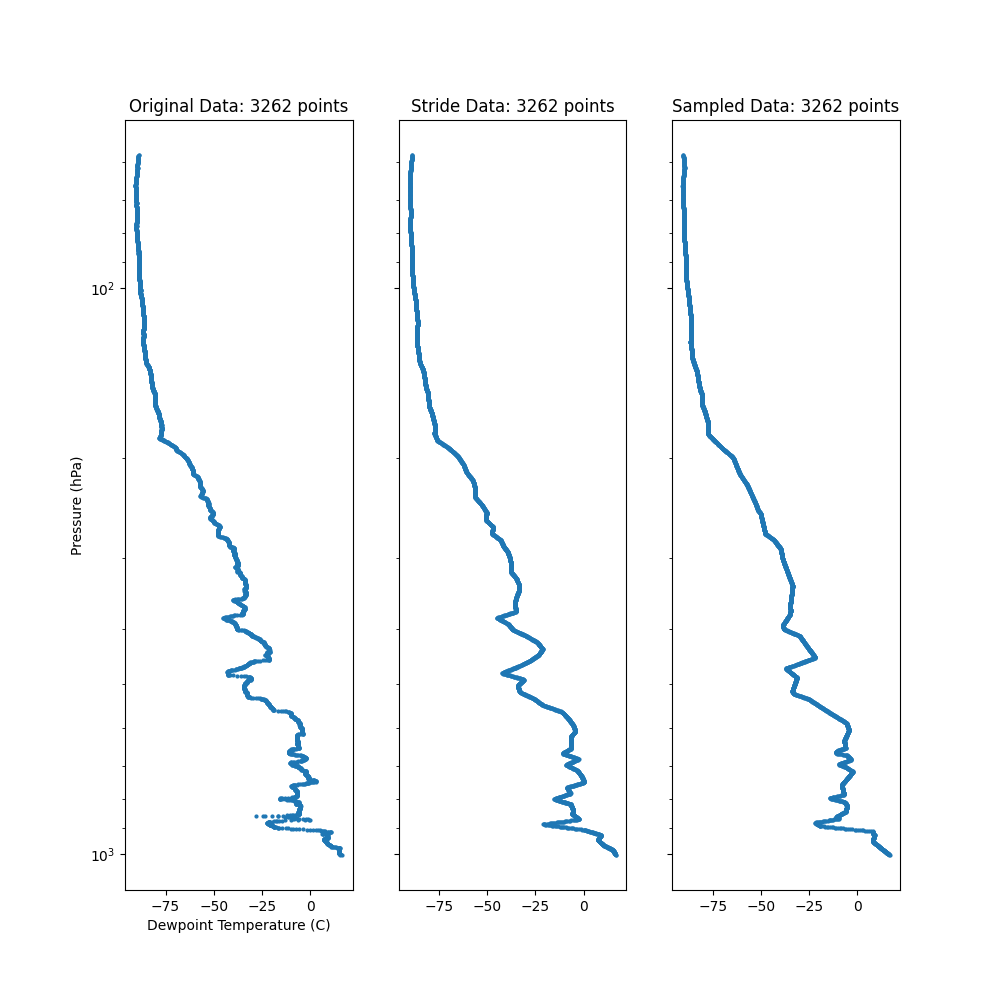 Original Data: 3262 points
Stride Data: 3262 points
Sampled Data: 3262 points
10²
10³
Pressure (hPa)
−75 −50 −25 0
−75 −50 −25 0
−75 −50 −25 0
Dewpoint Temperature (C)